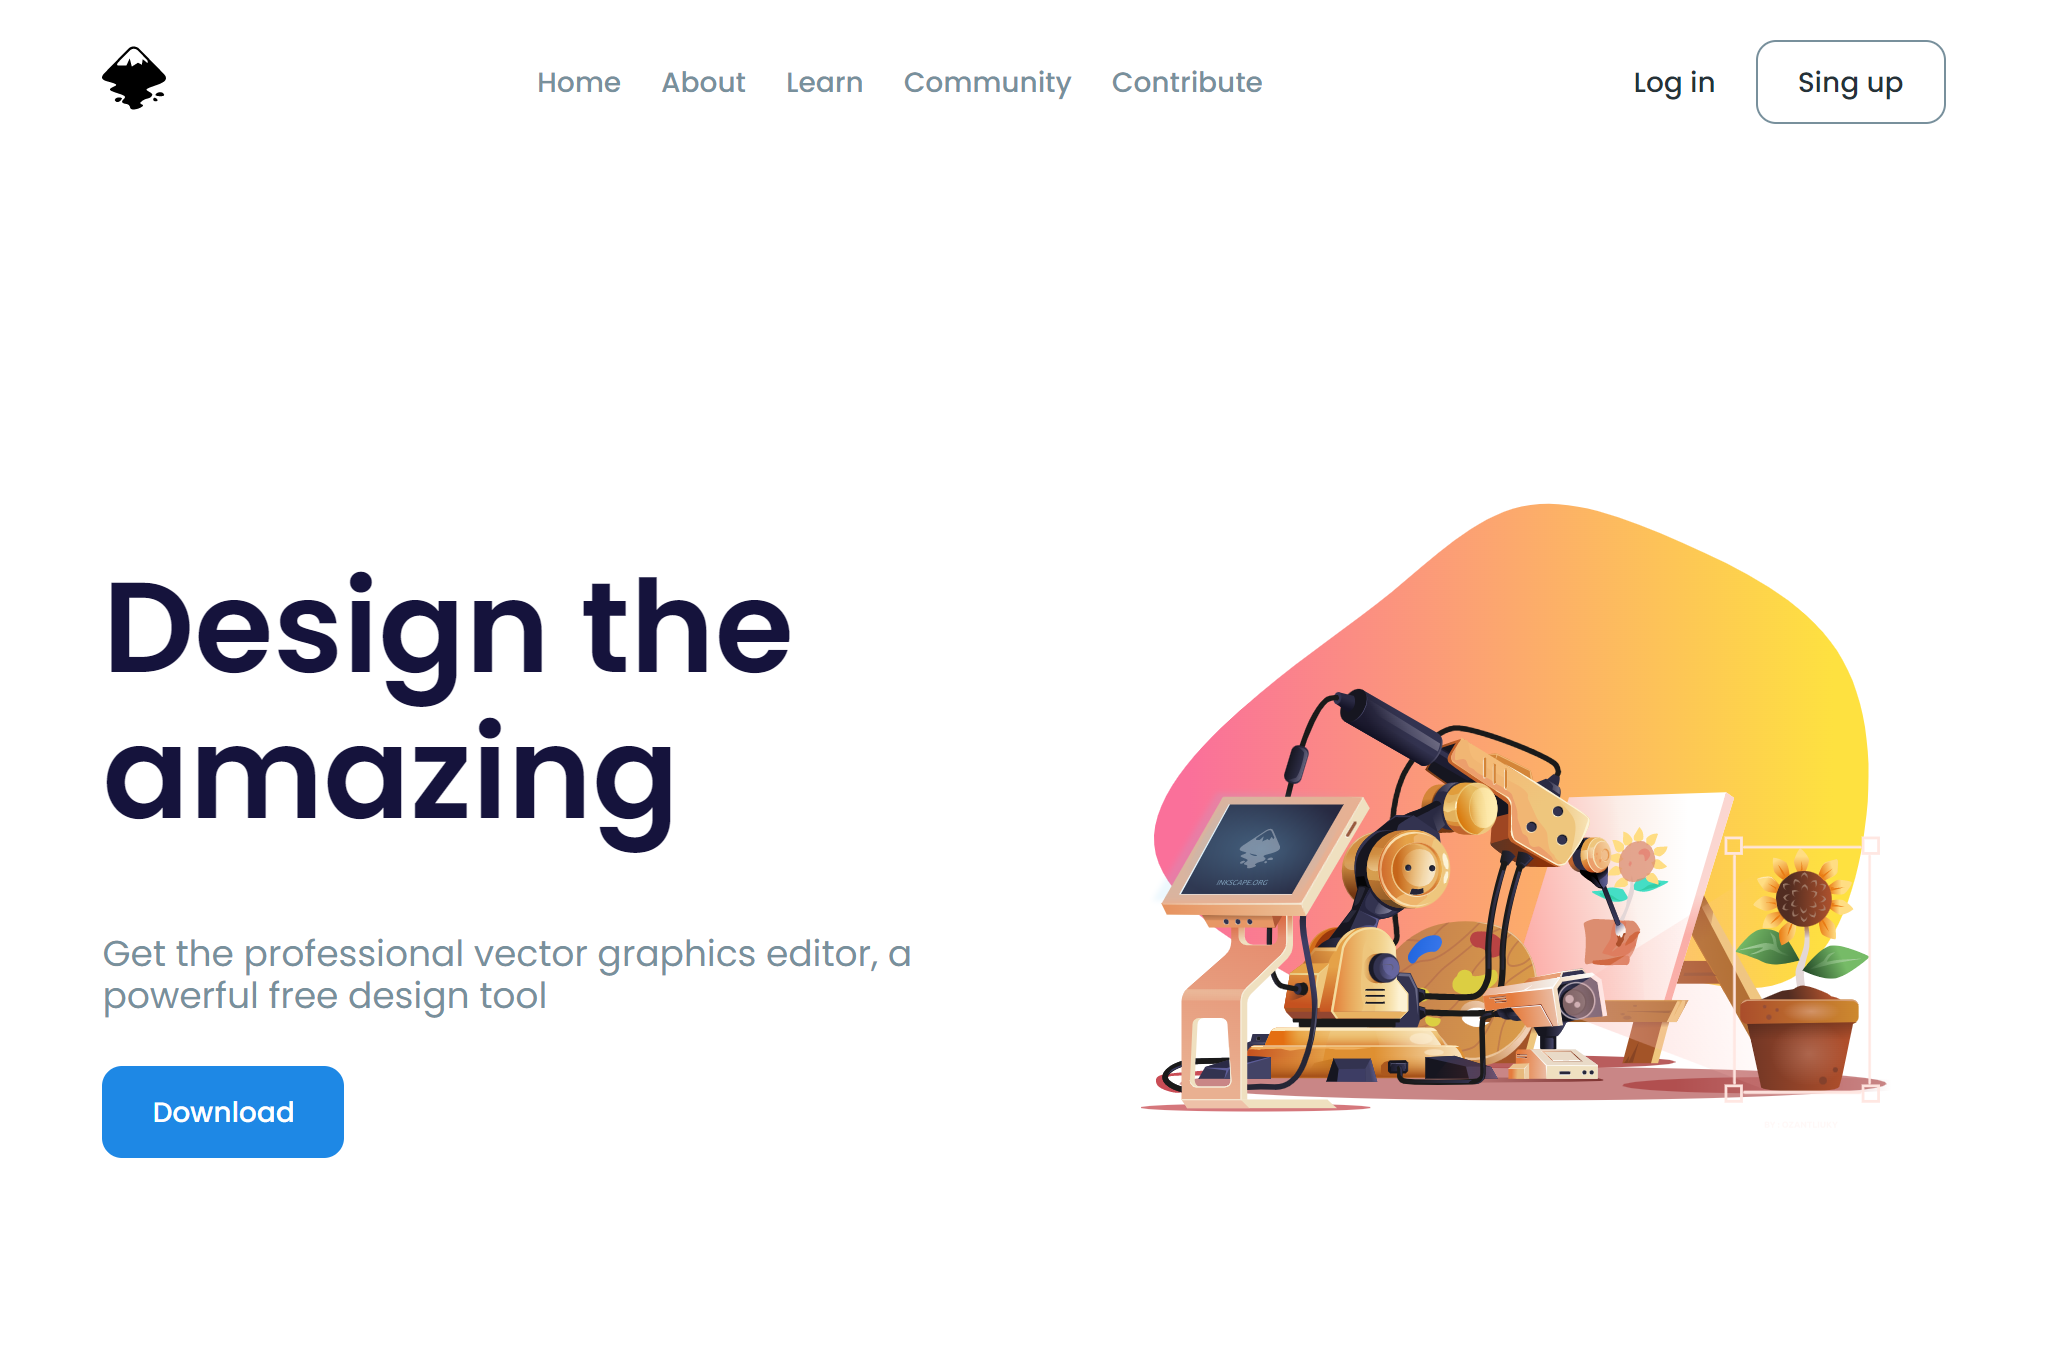 Home About Learn Community Contribute Log in Sing up
Design the
amazing
Get the professional vector graphics editor, a
powerful free design tool
Download
INKSCAPE.ORG